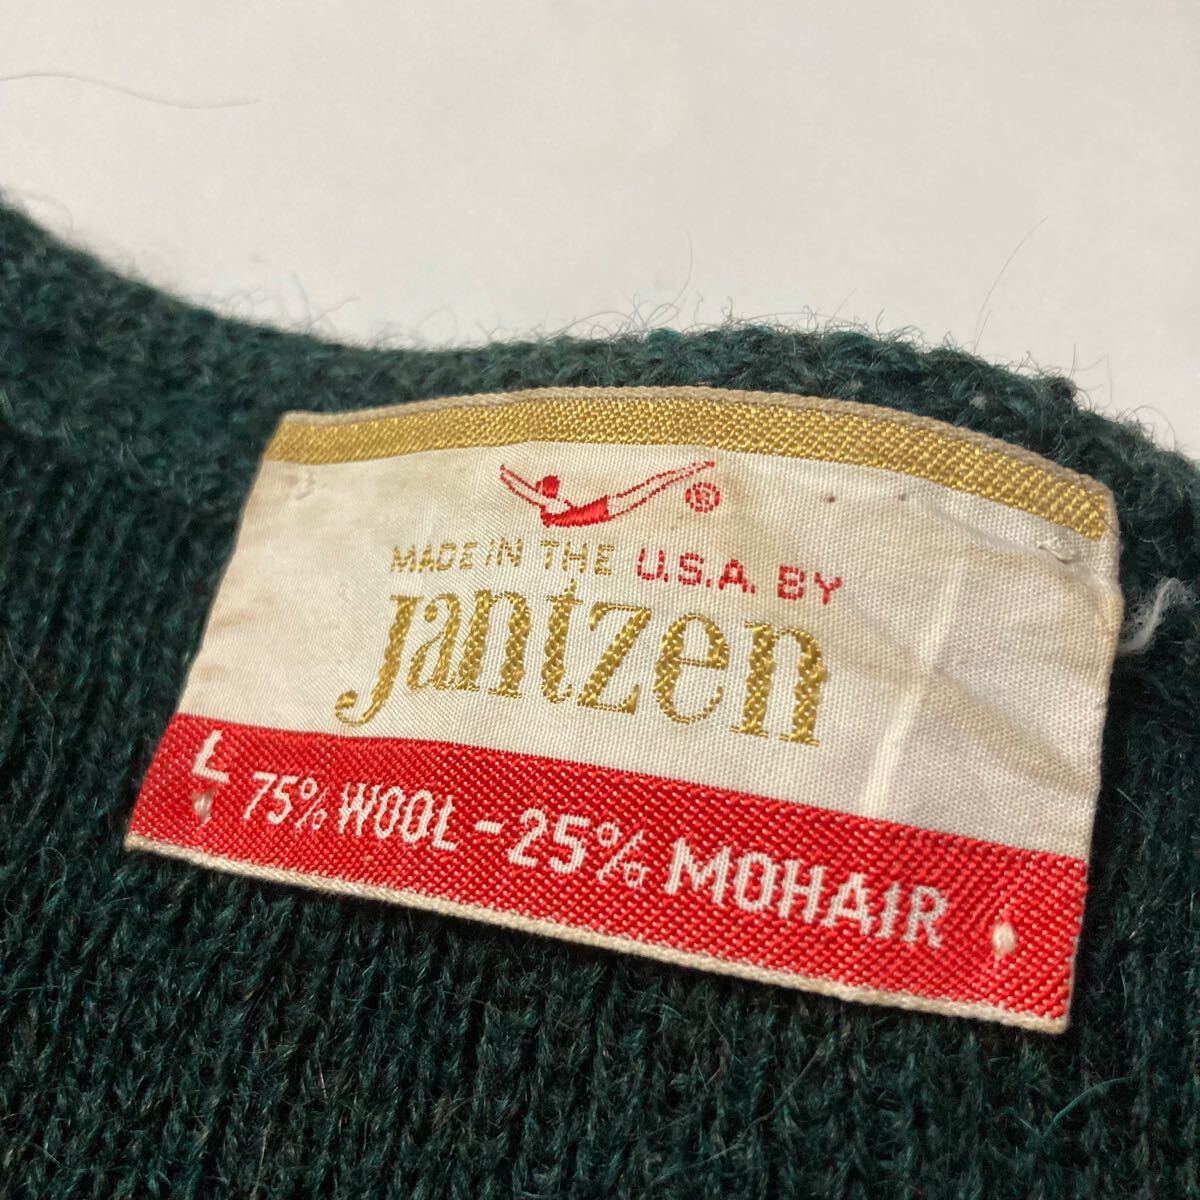 ®
MADE IN THE U.S.A. BY
jantzen
L 75% WOOL - 25% MOHAIR